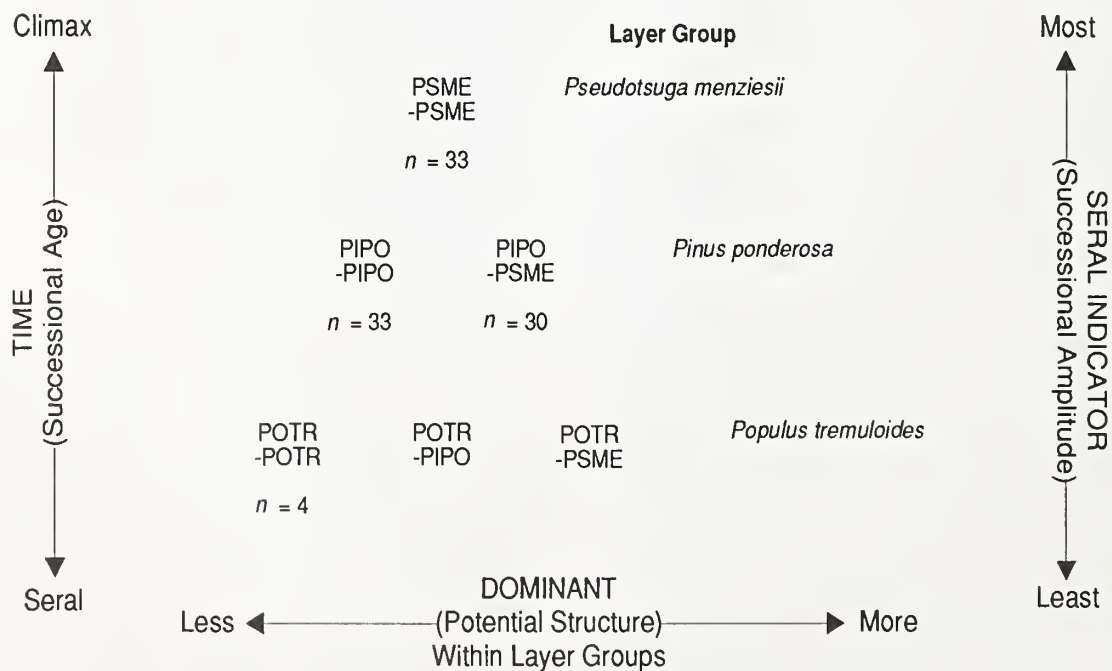 Climax
Layer Group
Most
PSME
-PSME
Pseudotsuga menziesii
n = 33
PIPO
-PIPO
PIPO
-PSME
Pinus ponderosa
n = 33
n = 30
TIME
(Successional Age)
SERAL INDICATOR
(Successional Amplitude)
POTR
-POTR
POTR
-PIPO
POTR
-PSME
Populus tremuloides
n = 4
Seral
Least
Less
DOMINANT
(Potential Structure)
Within Layer Groups
More